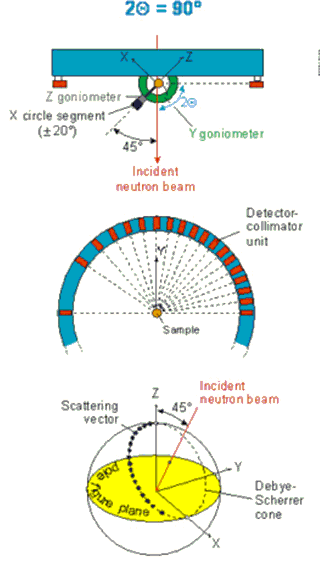 2Θ = 90°
X
Z
Z goniometer
2Θ
X circle segment
(±20°)
Y goniometer
45°
Incident
neutron beam
Detector-
collimator
unit
Y
Sample
Z
Incident
neutron beam
45°
Scattering
vector
Y
pole figure plane
Debye-
Scherrer
cone
X